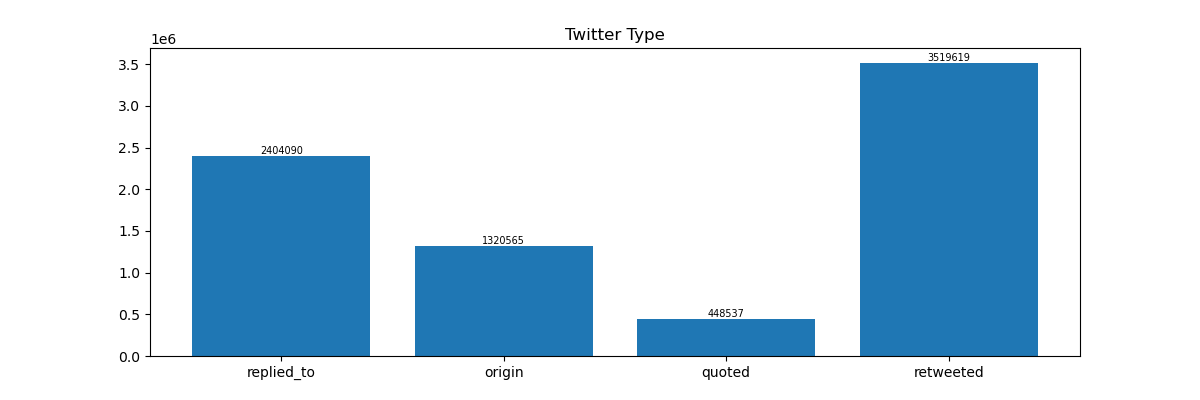 Twitter Type
1e6
3.5
3.0
2.5
2.0
1.5
1.0
0.5
0.0
2404090
1320565
448537
3519619
replied_to
origin
quoted
retweeted